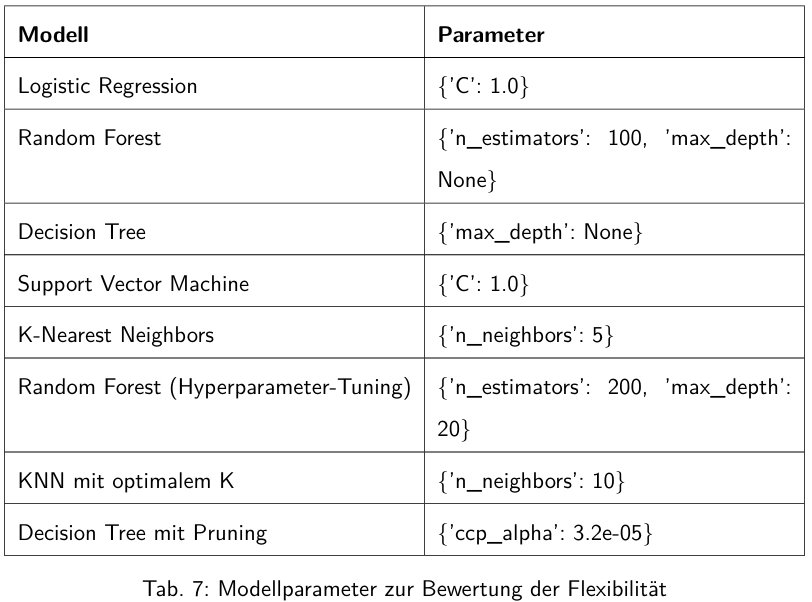 Modell Parameter
Logistic Regression {'C': 1.0}
Random Forest {'n_estimators': 100, 'max_depth':
None}
Decision Tree {'max_depth': None}
Support Vector Machine {'C': 1.0}
K-Nearest Neighbors {'n_neighbors': 5}
Random Forest (Hyperparameter-Tuning) {'n_estimators': 200, 'max_depth':
20}
KNN mit optimalem K {'n_neighbors': 10}
Decision Tree mit Pruning {'ccp_alpha': 3.2e-05}
Tab. 7: Modellparameter zur Bewertung der Flexibilität